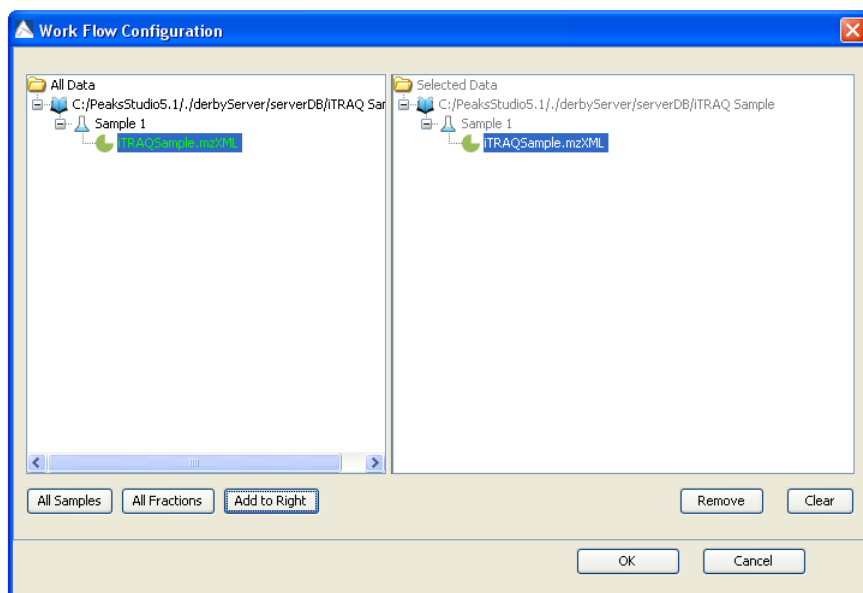 Work Flow Configuration
All Data
C:/PeaksStudio5.1/./derbyServer/serverDB/iTRAQ Sar
Sample 1
iTRAQSample.mzXML
Selected Data
C:/PeaksStudio5.1/./derbyServer/serverDB/iTRAQ Sample
Sample 1
iTRAQSample.mzXML
All Samples
All Fractions
Add to Right
Remove
Clear
OK
Cancel